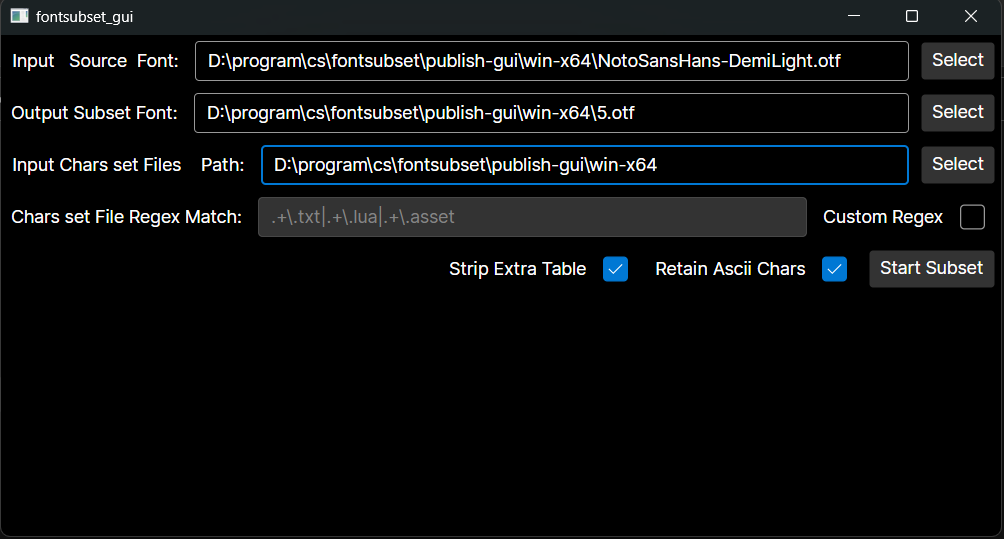 fontsubset_gui
Input Source Font: D:\program\cs\fontsubset\publish-gui\win-x64\NotoSansHans-DemiLight.otf Select
Output Subset Font: D:\program\cs\fontsubset\publish-gui\win-x64\5.otf Select
Input Chars set Files Path: D:\program\cs\fontsubset\publish-gui\win-x64 Select
Chars set File Regex Match: .+\.txt|.+\.lua|.+\.asset Custom Regex
Strip Extra Table Retain Ascii Chars Start Subset